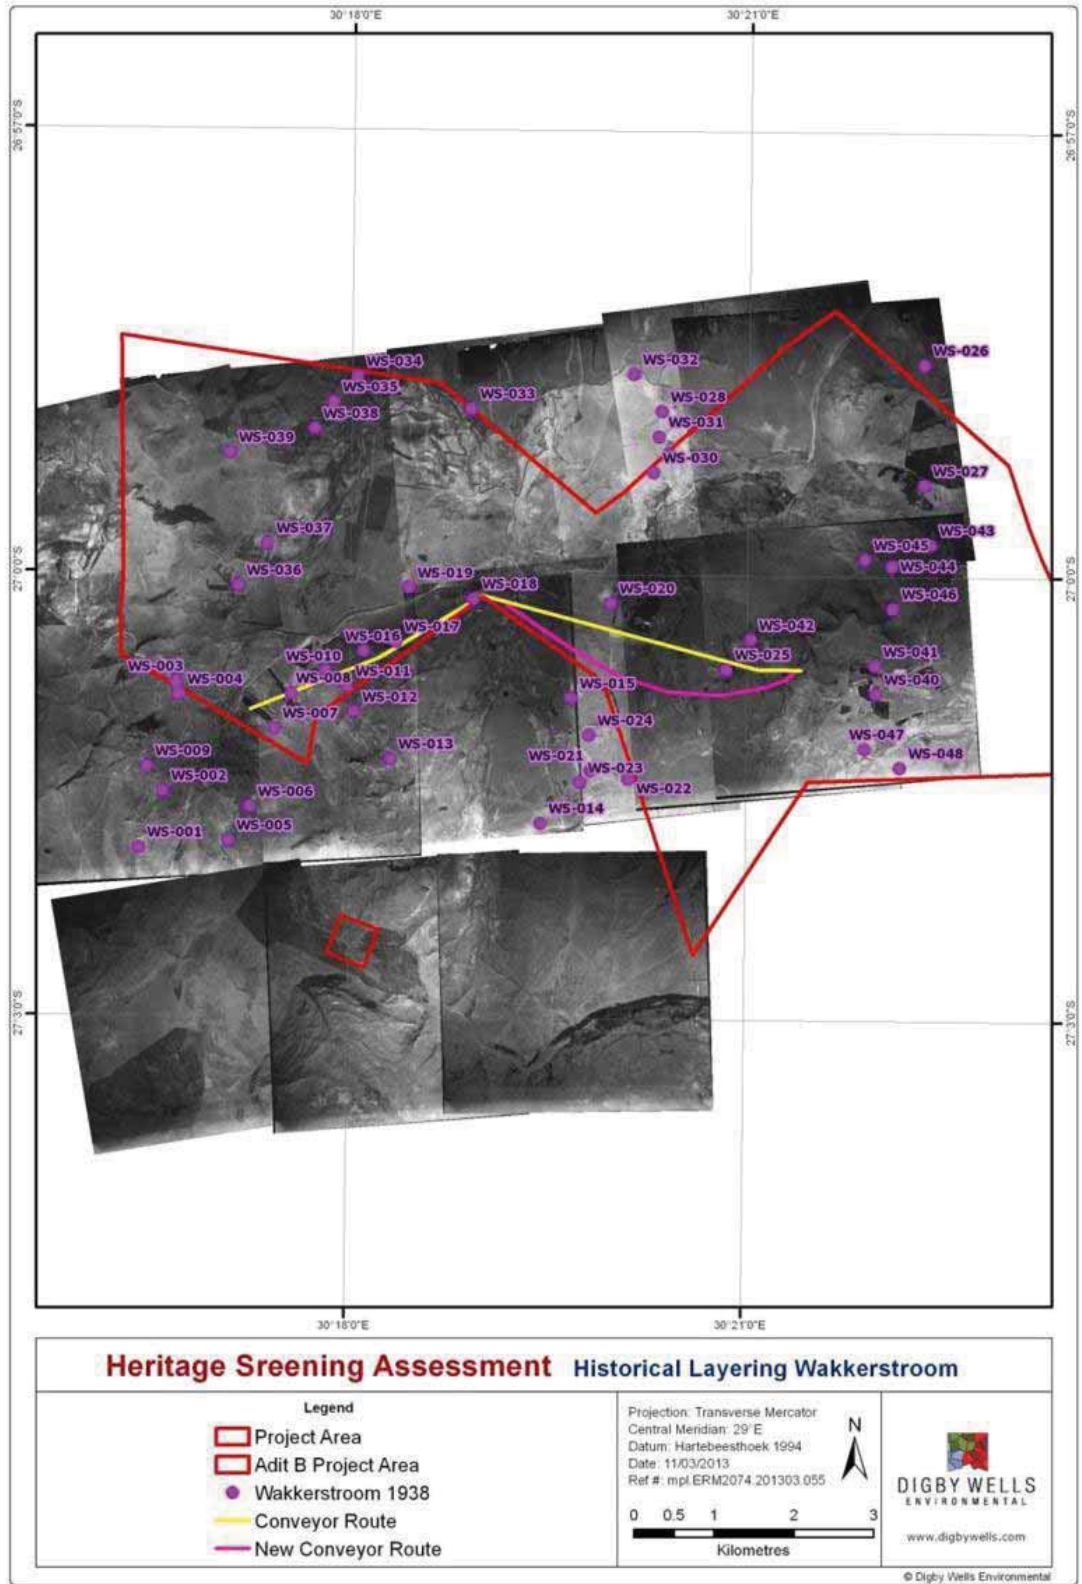 30°18'0"E
30°21'0"E
26°57'0"S
26°57'0"S
WS-026
WS-034
WS-032
WS-035
WS-033
WS-028
WS-038
WS-031
WS-039
WS-030
WS-027
WS-037
WS-043
WS-045
WS-044
27°0'0"S
27°0'0"S
WS-036
WS-019
WS-018
WS-020
WS-046
WS-017
WS-016
WS-042
WS-003
WS-010
WS-011
WS-025
WS-041
WS-004
WS-008
WS-040
WS-012
WS-015
WS-007
WS-024
WS-009
WS-013
WS-021
WS-047
WS-048
WS-002
WS-023
WS-006
WS-022
WS-014
WS-001
WS-005
27°3'0"S
27°3'0"S
30°18'0"E
30°21'0"E
Heritage Sreening Assessment Historical Layering Wakkerstroom
Legend
Project Area
Adit B Project Area
Wakkerstroom 1938
Conveyor Route
New Conveyor Route
Projection: Transverse Mercator
Central Meridian: 29°E
Datum: Hartebeesthoek 1994
Date: 11/03/2013
Ref #: mpl.ERM2074.201303.055
N
0 0.5 1 2 3
Kilometres
DIGBY WELLS
ENVIRONMENTAL
www.digbywells.com
© Digby Wells Environmental